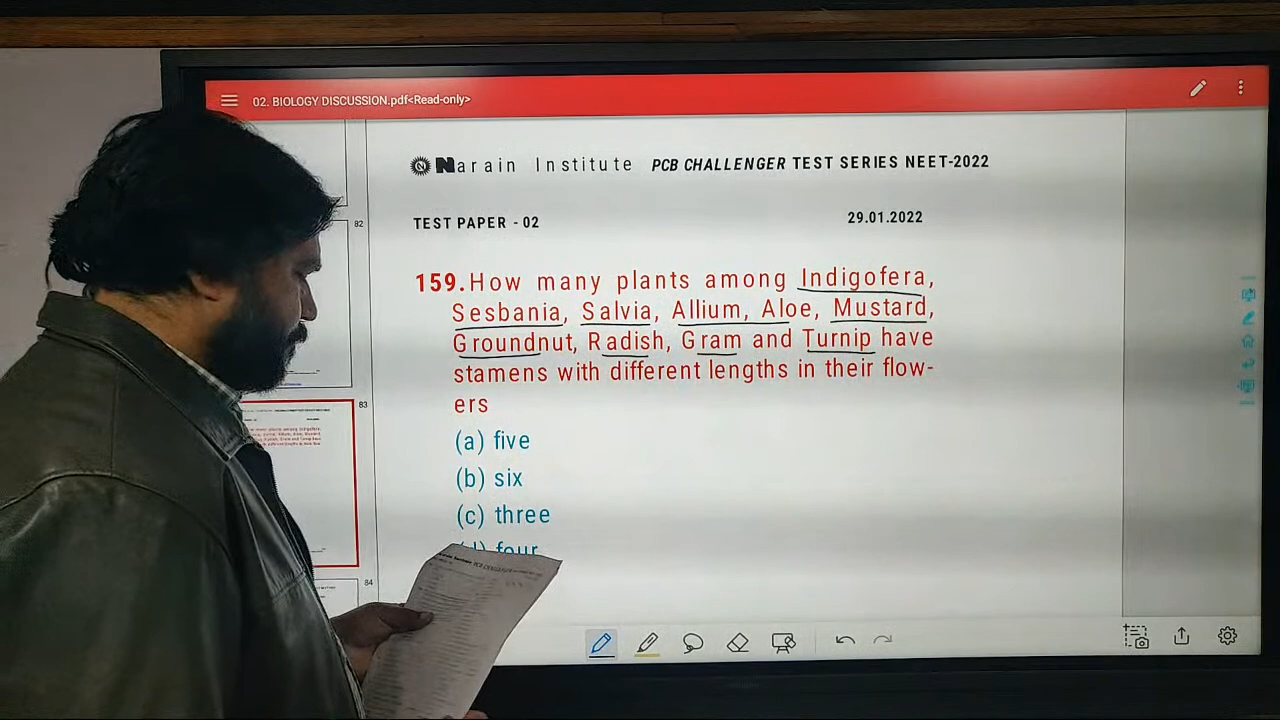 02. BIOLOGY DISCUSSION.pdf<Read-only>
Narain Institute PCB CHALLENGER TEST SERIES NEET-2022
TEST PAPER - 02 29.01.2022
82
159. How many plants among Indigofera,
Sesbania, Salvia, Allium, Aloe, Mustard,
Groundnut, Radish, Gram and Turnip have
stamens with different lengths in their flow-
ers
(a) five
(b) six
(c) three
(d) four
83
84